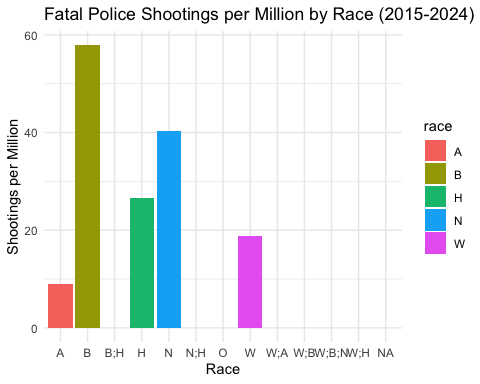 Fatal Police Shootings per Million by Race (2015-2024)
60
40
20
0
Shootings per Million
A B B;H H N N;H O W W;A W;B W;B;N W;H NA
Race
race
A
B
H
N
W